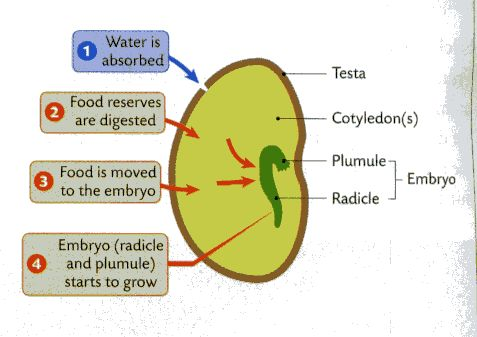 1 Water is
absorbed
2 Food reserves
are digested
3 Food is moved
to the embryo
4 Embryo (radicle
and plumule)
starts to grow
Testa
Cotyledon(s)
Plumule
Embryo
Radicle